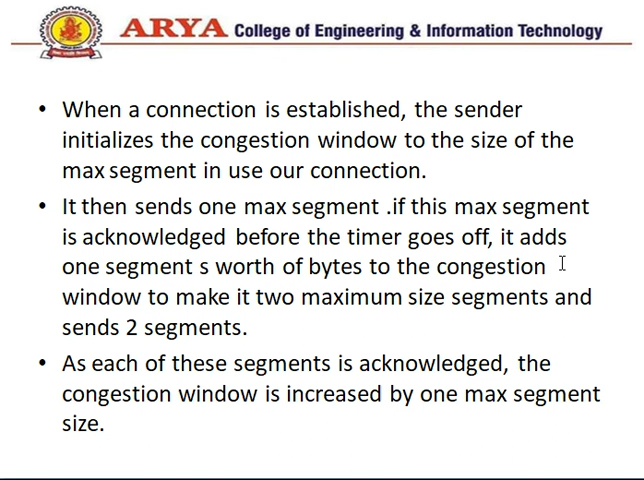 ARYA College of Engineering & Information Technology
• When a connection is established, the sender
initializes the congestion window to the size of the
max segment in use our connection.
• It then sends one max segment .if this max segment
is acknowledged before the timer goes off, it adds
one segment s worth of bytes to the congestion
window to make it two maximum size segments and
sends 2 segments.
• As each of these segments is acknowledged, the
congestion window is increased by one max segment
size.